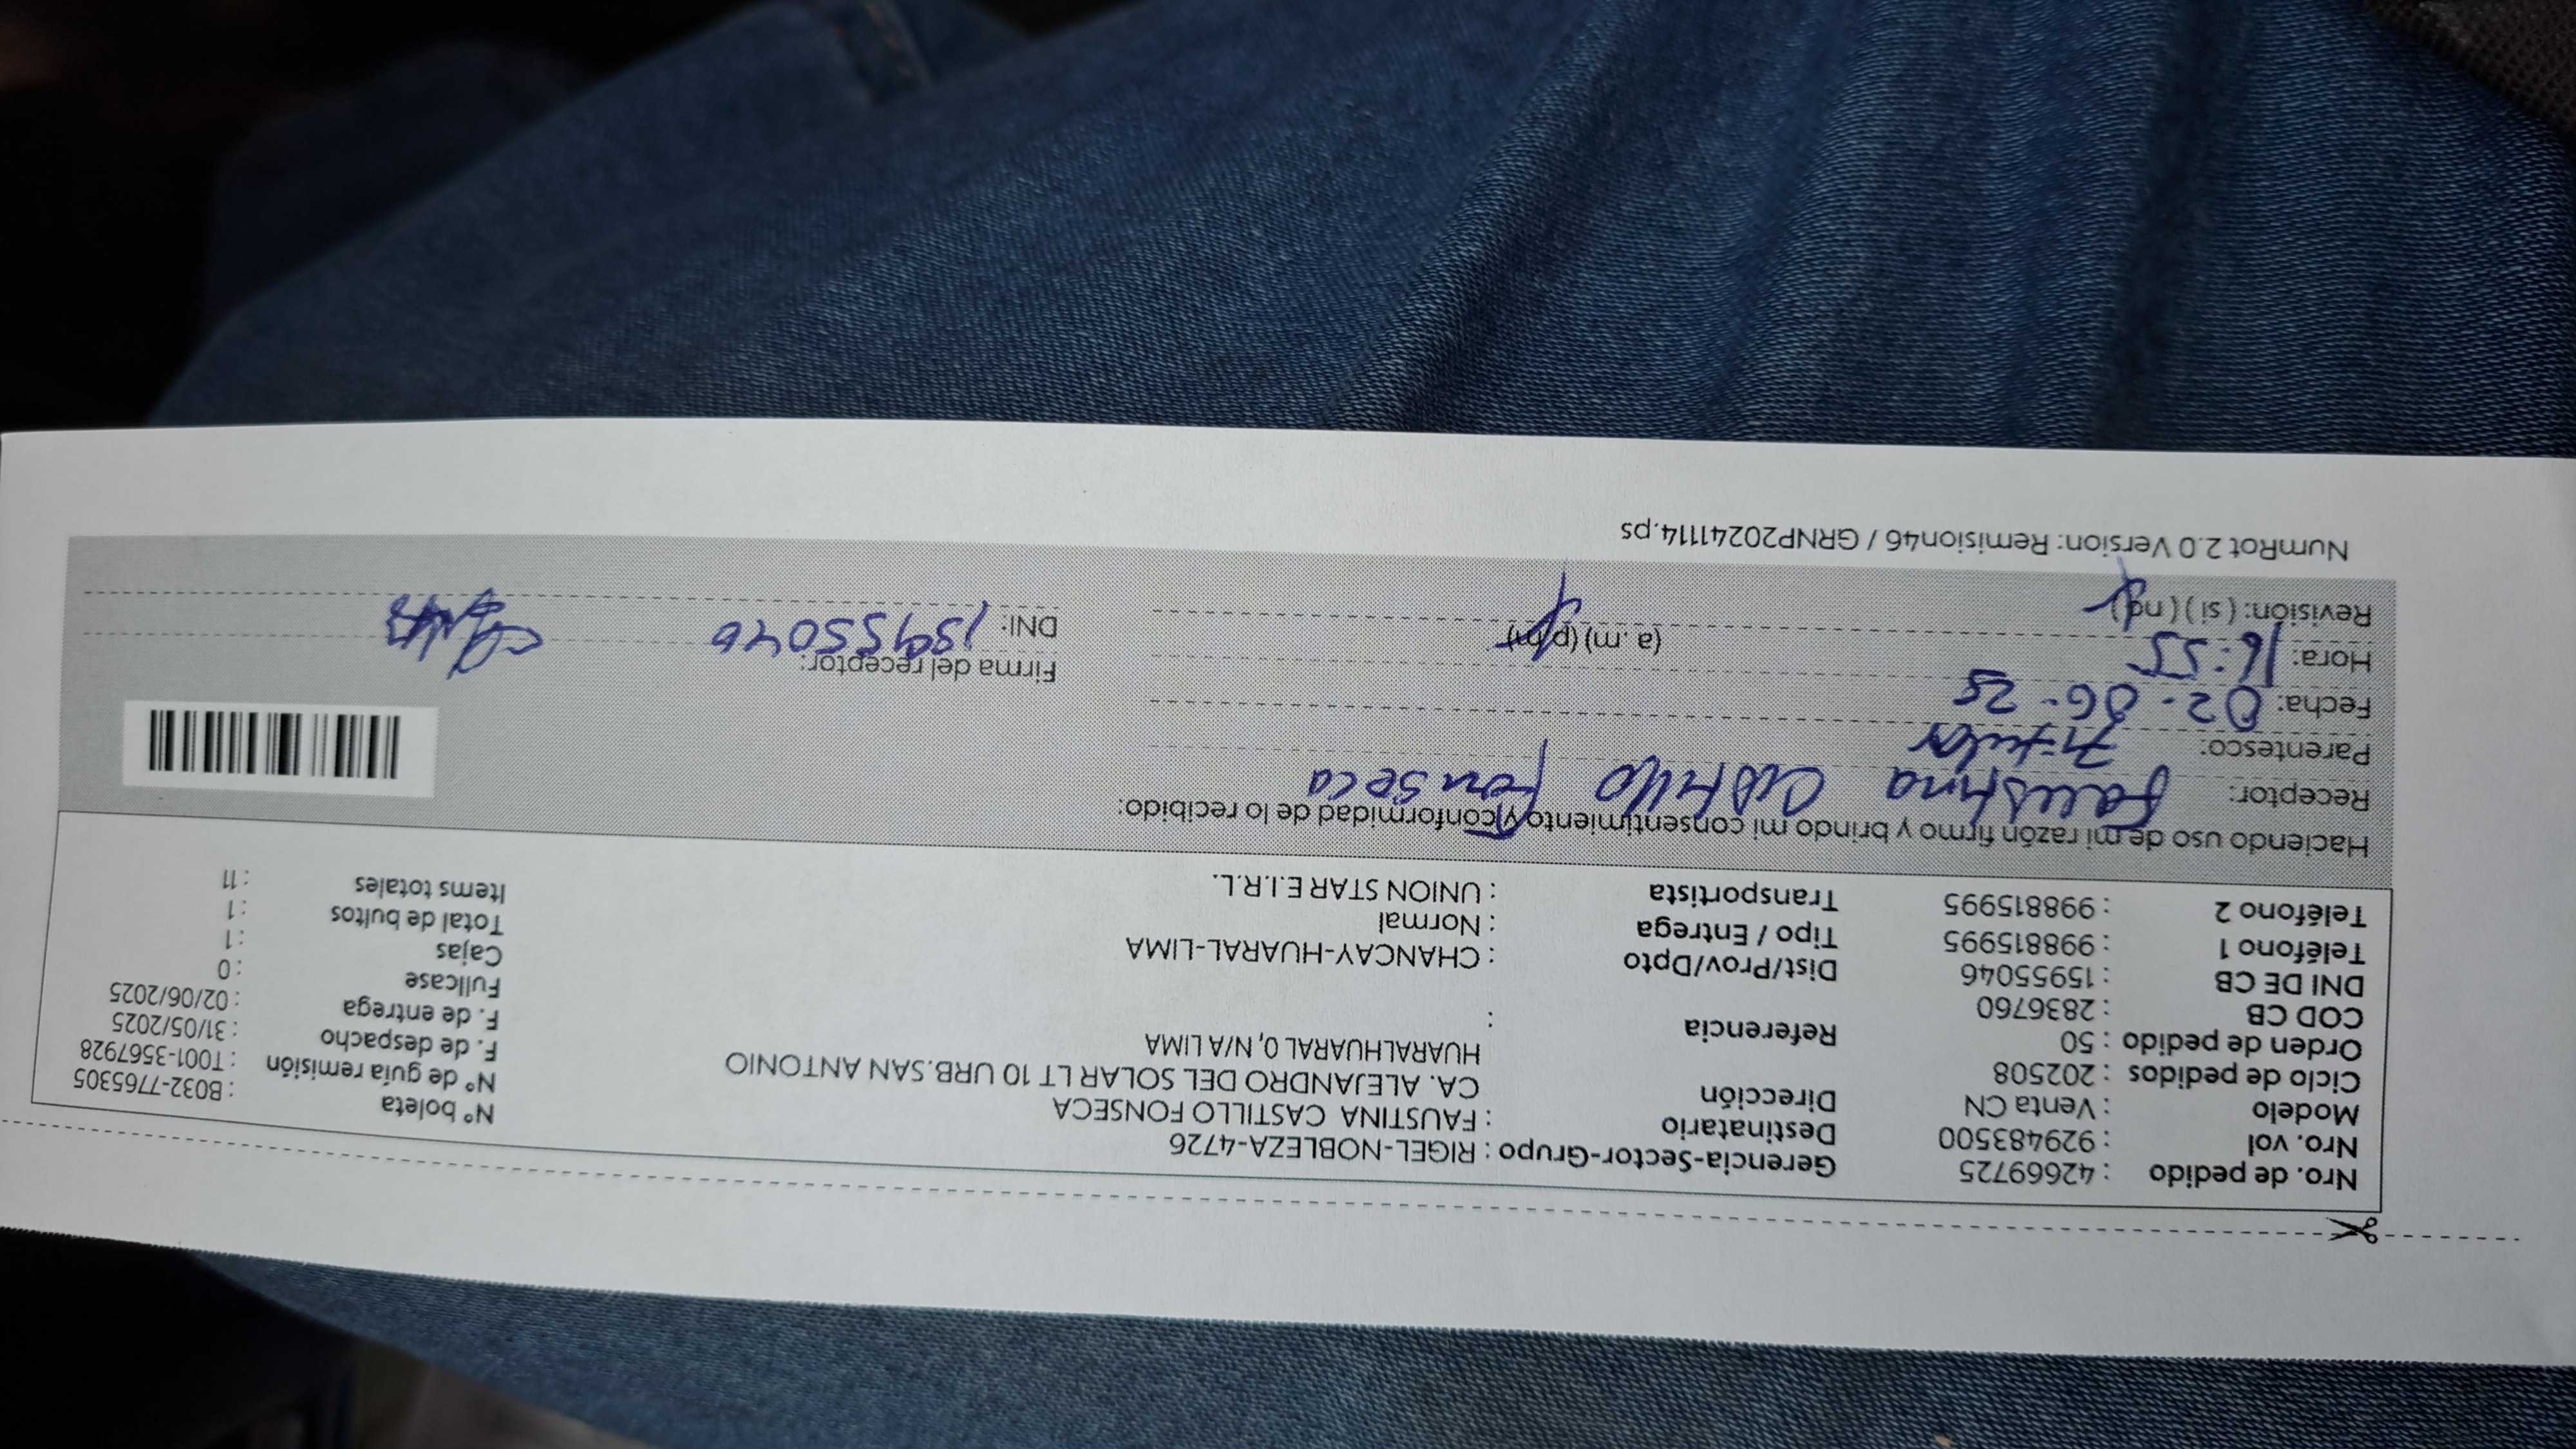 Nro. de pedido : 42669725 Gerencia-Sector-Grupo : RIGEL-NOBLEZA-4726 N° boleta : B032-7765305
Nro. vol : 929483500 Destinatario : FAUSTINA CASTILLO FONSECA N° de guía remisión : T001-3567928
Modelo : Venta CN Dirección CA. ALEJANDRO DEL SOLAR LT 10 URB.SAN ANTONIO F. de despacho : 31/05/2025
Ciclo de pedidos : 202508 HUARALHUARAL 0, N/A LIMA F. de entrega : 02/06/2025
Orden de pedido : 50 Referencia : Fullcase : 0
COD CB : 2836760 Cajas : 1
DNI DE CB : 15955046 Dist/Prov/Dpto : CHANCAY-HUARAL-LIMA Total de bultos : 1
Teléfono 1 : 998815995 Tipo / Entrega : Normal Items totales : 11
Teléfono 2 : 998815995 Transportista : UNION STAR E.I.R.L.
Haciendo uso de mi razón firmo y brindo mi consentimiento y conformidad de lo recibido:
Receptor: Faustina Castillo Fonseca
Parentesco: Titular
Fecha: 02-06-25 Firma del receptor:
Hora: 16:55 (a. m) (p.m) DNI: 15955046
Revisión: (si) (no)
NumRot 2.0 Version: Remision46 / GRNP20241114.ps